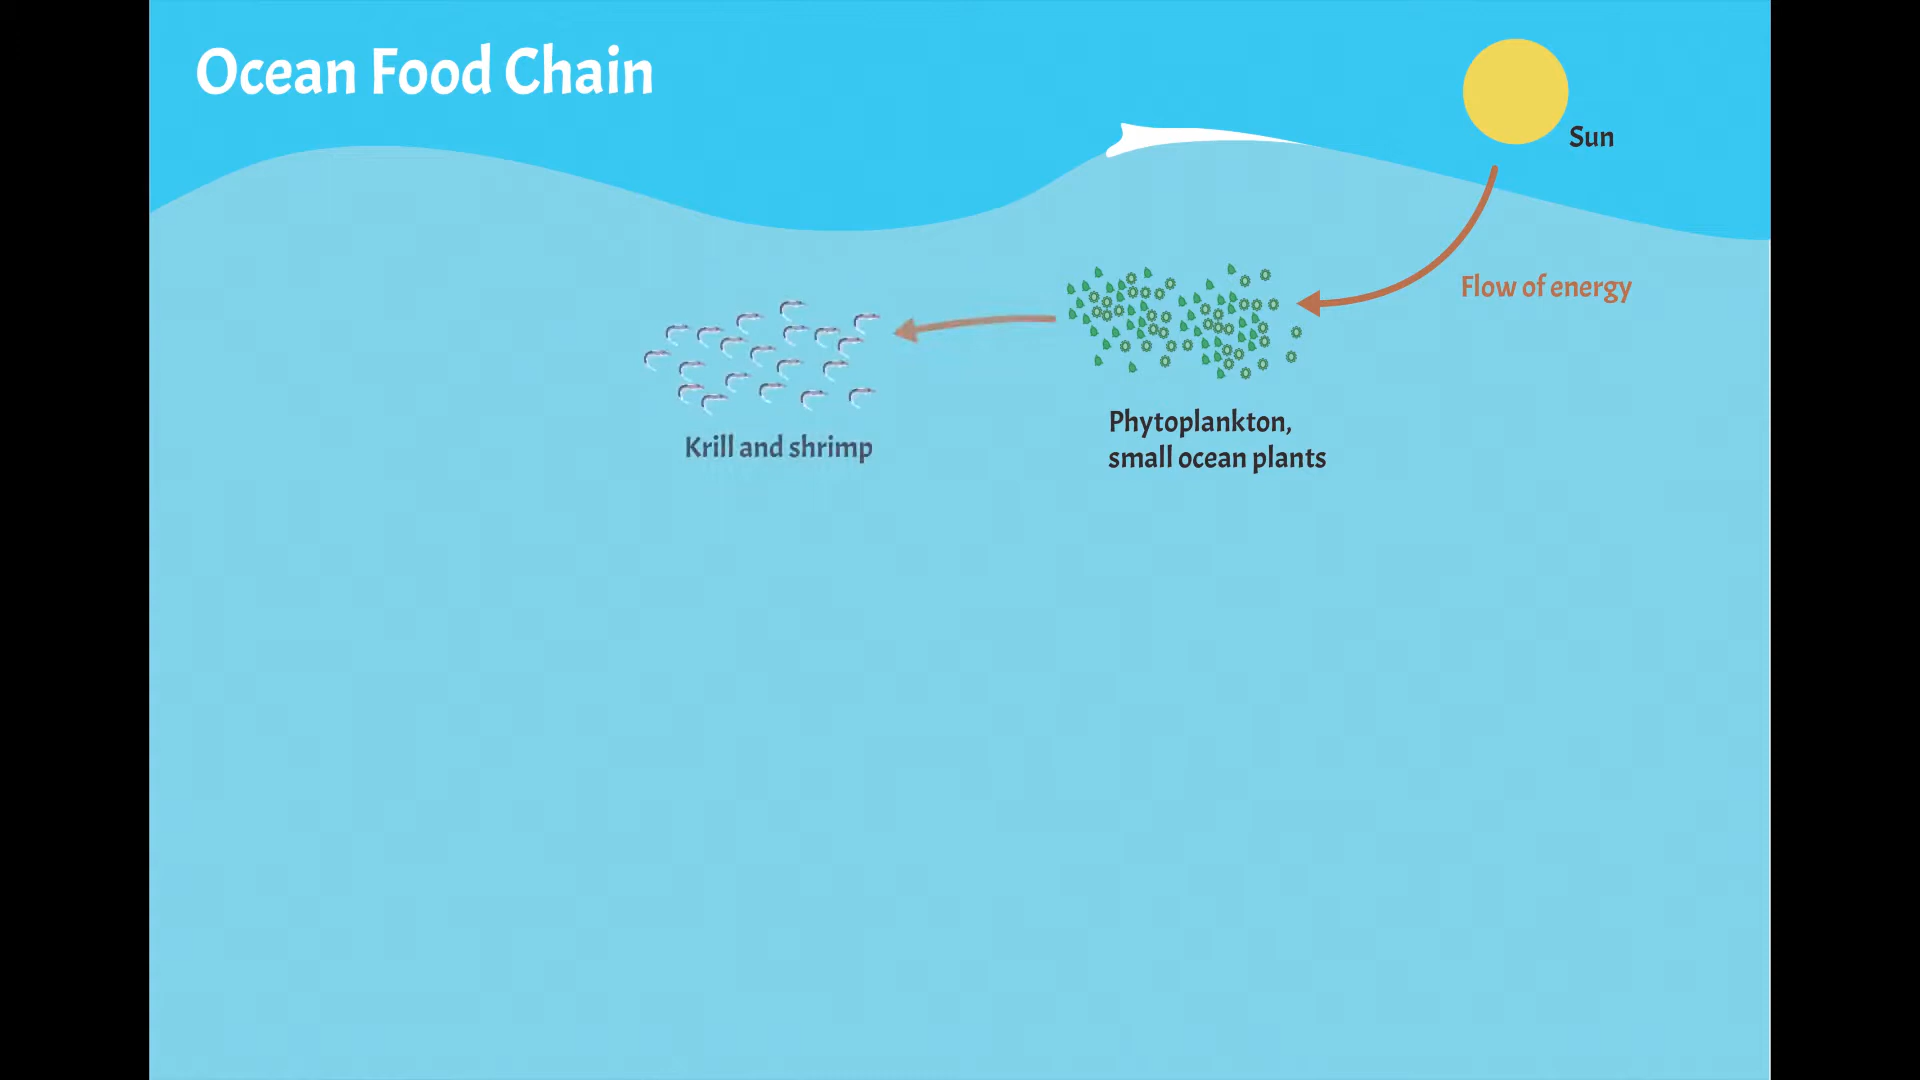 Ocean Food Chain
Sun
Flow of energy
Phytoplankton,
small ocean plants
Krill and shrimp